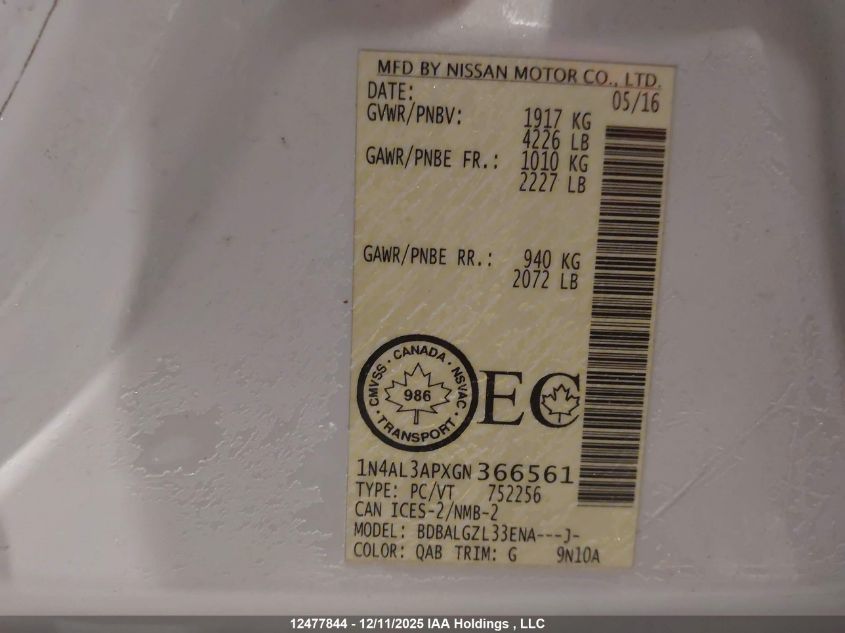 MFD BY NISSAN MOTOR CO., LTD.
DATE: 05/16
GVWR/PNBV: 1917 KG
4226 LB
GAWR/PNBE FR.: 1010 KG
2227 LB
GAWR/PNBE RR.: 940 KG
2072 LB
CMVSS · CANADA · NSVAC · TRANSPORT ·
986
EC
1N4AL3APXGN 366561
TYPE: PC/VT 752256
CAN ICES-2/NMB-2
MODEL: BDBALGZL33ENA---J-
COLOR: QAB TRIM: G 9N10A
12477844 - 12/11/2025 IAA Holdings , LLC